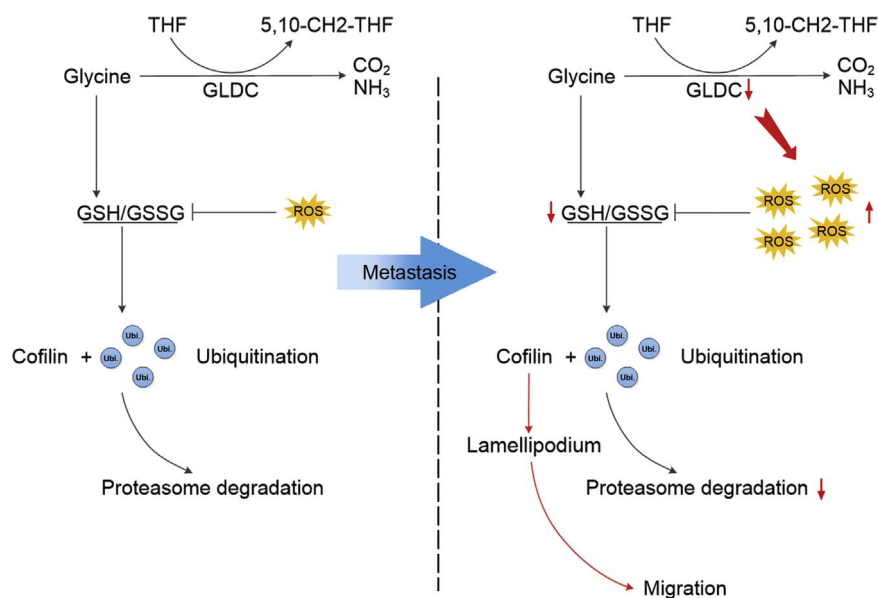 THF
5,10-CH2-THF
Glycine
GLDC
CO2
NH3
GSH/GSSG
ROS
Cofilin +
Ubi.
Ubi.
Ubi.
Ubi.
Ubiquitination
Proteasome degradation
Metastasis
THF
5,10-CH2-THF
Glycine
GLDC
CO2
NH3
GSH/GSSG
ROS
ROS
ROS
ROS
Cofilin +
Ubi.
Ubi.
Ubi.
Ubi.
Ubiquitination
Lamellipodium
Proteasome degradation
Migration